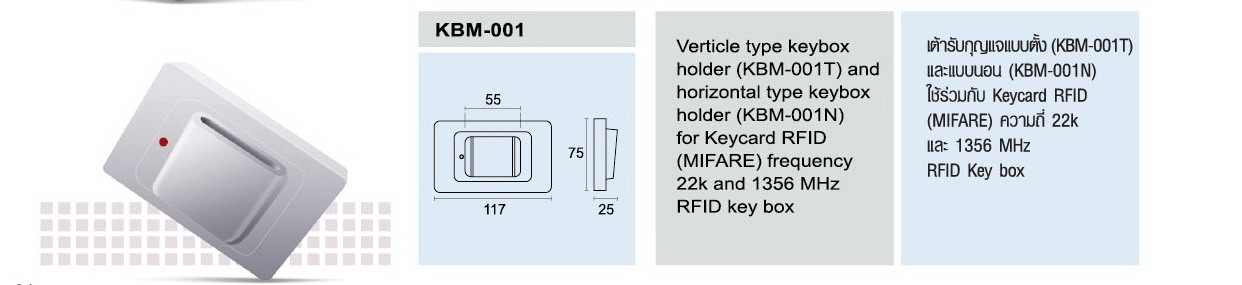 KBM-001
55
75
117
25
Verticle type keybox
holder (KBM-001T) and
horizontal type keybox
holder (KBM-001N)
for Keycard RFID
(MIFARE) frequency
22k and 1356 MHz
RFID key box
เต้ารับกุญแจแบบตั้ง (KBM-001T)
และแบบนอน (KBM-001N)
ใช้ร่วมกับ Keycard RFID
(MIFARE) ความถี่ 22k
และ 1356 MHz
RFID Key box